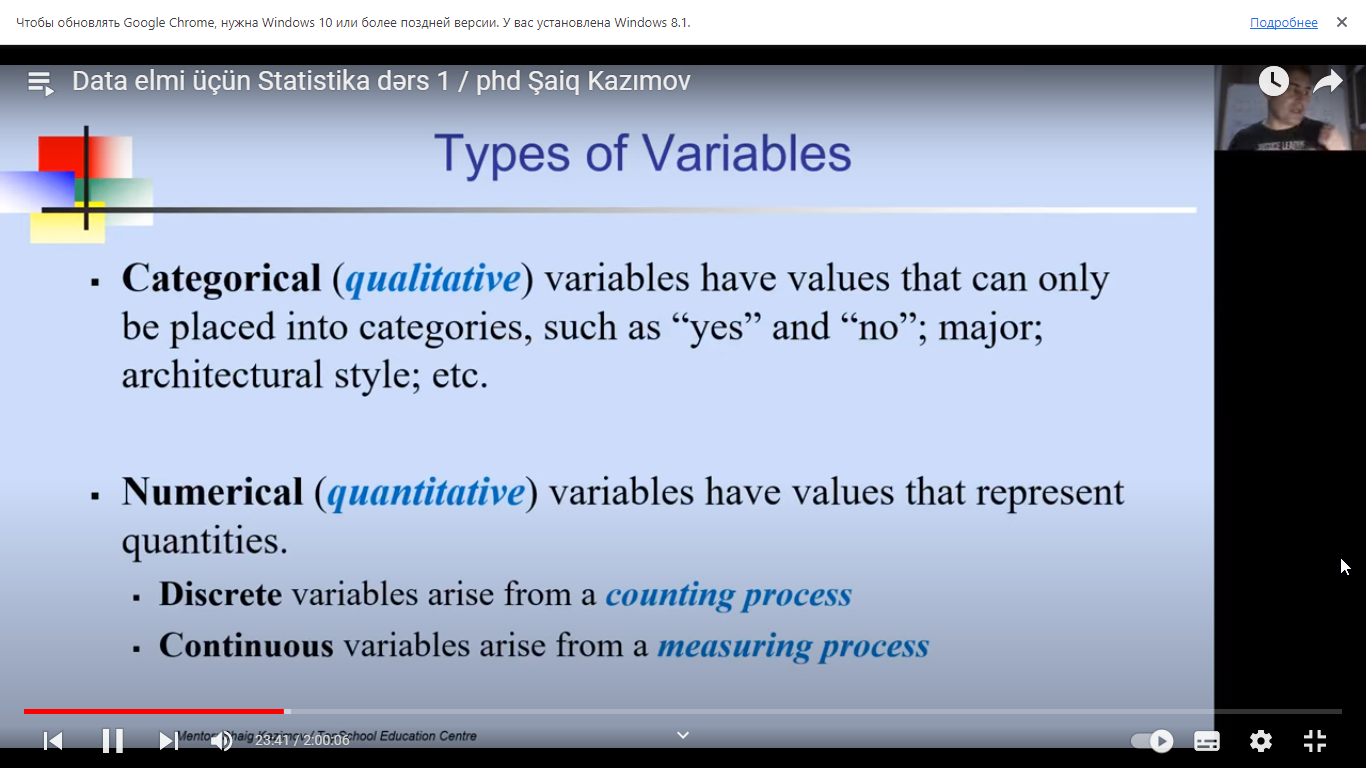 Чтобы обновлять Google Chrome, нужна Windows 10 или более поздней версии. У вас установлена Windows 8.1.
Подробнее
Data elmi üçün Statistika dərs 1 / phd Şaiq Kazımov
Types of Variables
▪ Categorical (qualitative) variables have values that can only
be placed into categories, such as “yes” and “no”; major;
architectural style; etc.
▪ Numerical (quantitative) variables have values that represent
quantities.
▪ Discrete variables arise from a counting process
▪ Continuous variables arise from a measuring process
Education Centre
23:41 / 2:00:06